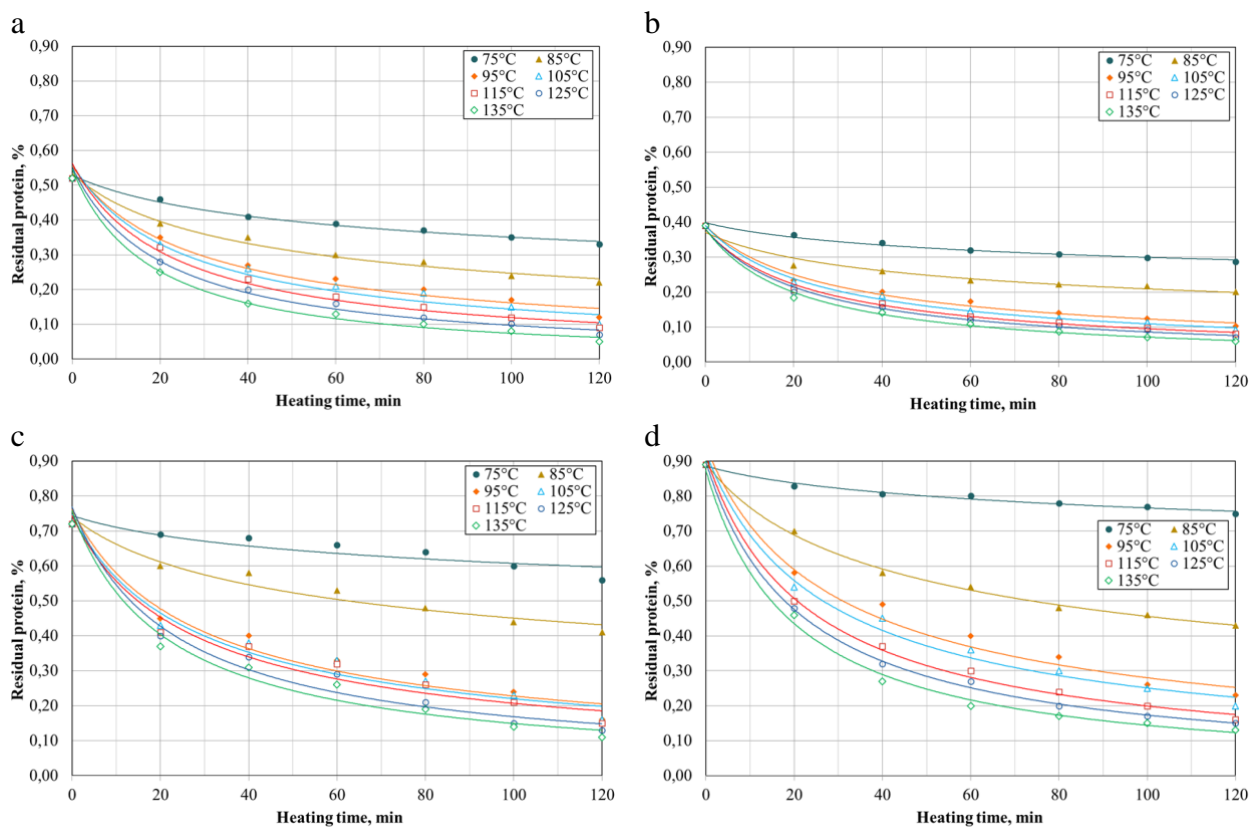 a
0,90
0,80
0,70
0,60
0,50
0,40
0,30
0,20
0,10
0,00
Residual protein, %
75°C 85°C
95°C 105°C
115°C 125°C
135°C
0 20 40 60 80 100 120
Heating time, min
b
0,90
0,80
0,70
0,60
0,50
0,40
0,30
0,20
0,10
0,00
Residual protein, %
75°C 85°C
95°C 105°C
115°C 125°C
135°C
0 20 40 60 80 100 120
Heating time, min
c
0,90
0,80
0,70
0,60
0,50
0,40
0,30
0,20
0,10
0,00
Residual protein, %
75°C 85°C
95°C 105°C
115°C 125°C
135°C
0 20 40 60 80 100 120
Heating time, min
d
0,90
0,80
0,70
0,60
0,50
0,40
0,30
0,20
0,10
0,00
Residual protein, %
75°C 85°C
95°C 105°C
115°C 125°C
135°C
0 20 40 60 80 100 120
Heating time, min